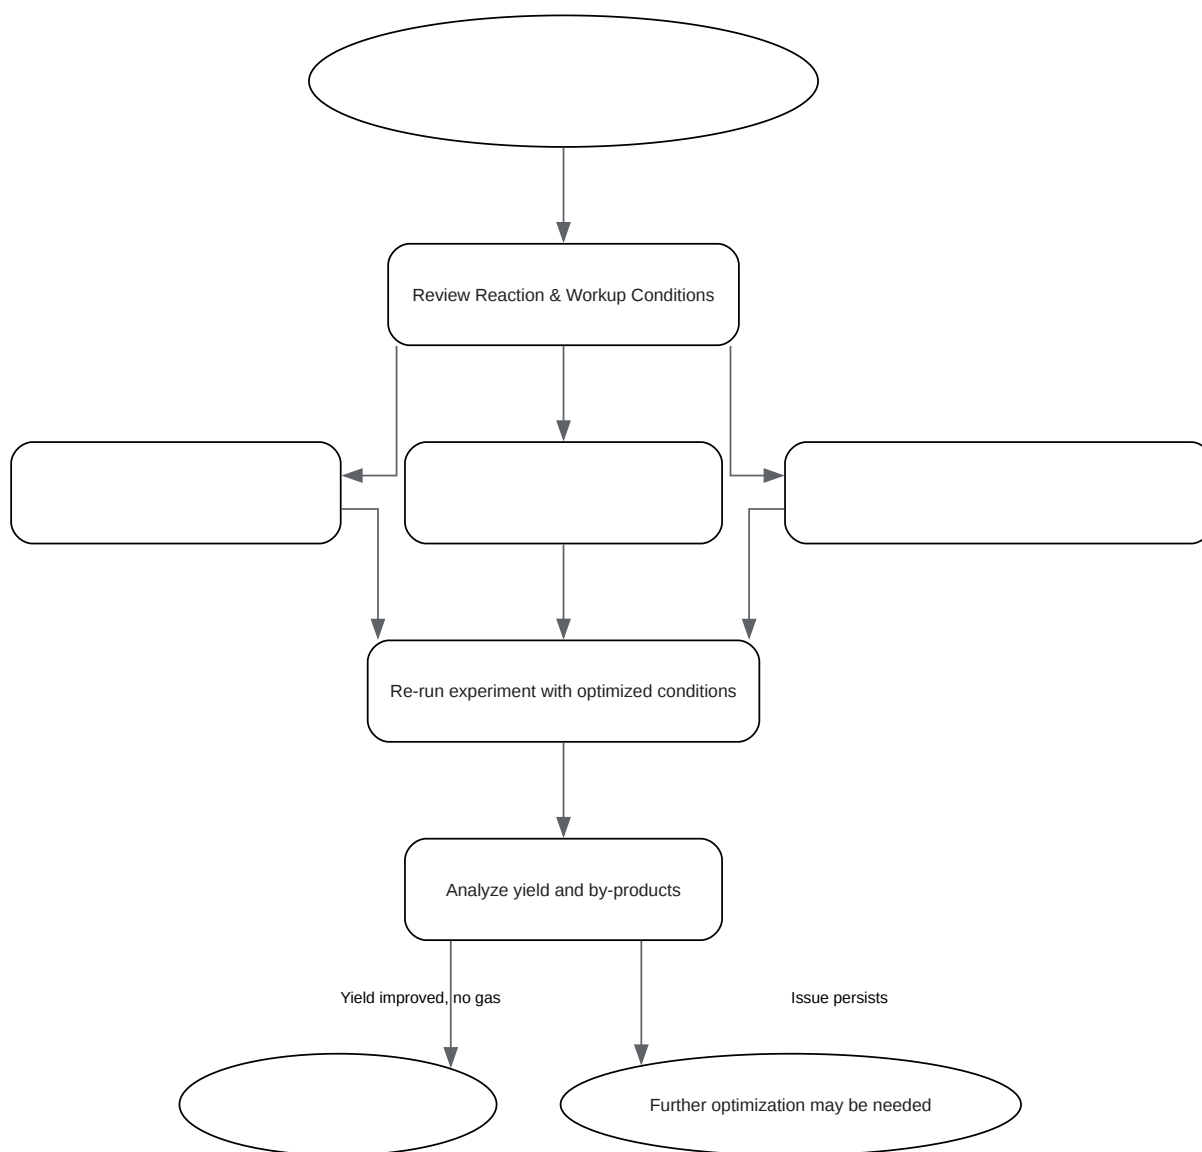 Review Reaction & Workup Conditions
Re-run experiment with optimized conditions
Analyze yield and by-products
Yield improved, no gas
Issue persists
Further optimization may be needed